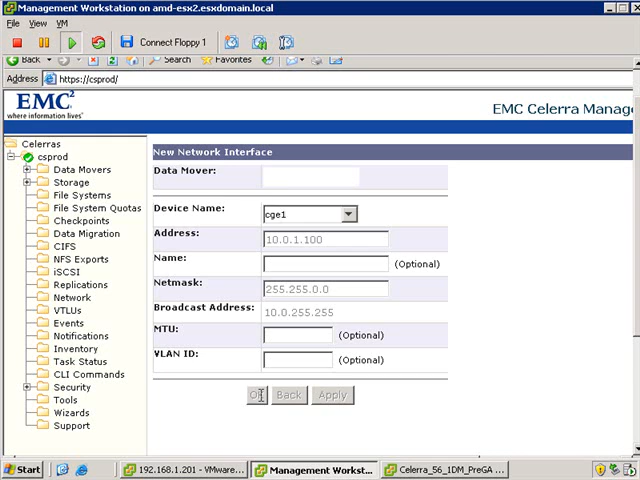 Management Workstation on amd-esx2.esxdomain.local
File View VM
Connect Floppy 1
Back Search Favorites
Address https://csprod/
EMC²
where information lives'
EMC Celerra Manag
Celerras
csprod
Data Movers
Storage
File Systems
File System Quotas
Checkpoints
Data Migration
CIFS
NFS Exports
iSCSI
Replications
Network
VTLUs
Events
Notifications
Inventory
Task Status
CLI Commands
Security
Tools
Wizards
Support
New Network Interface
Data Mover:
Device Name: cge1
Address: 10.0.1.100
Name: (Optional)
Netmask: 255.255.0.0
Broadcast Address: 10.0.255.255
MTU: (Optional)
VLAN ID: (Optional)
Back Apply
Start 192.168.1.201 - VMware... Management Workst... Celerra_56_1DM_PreGA ...